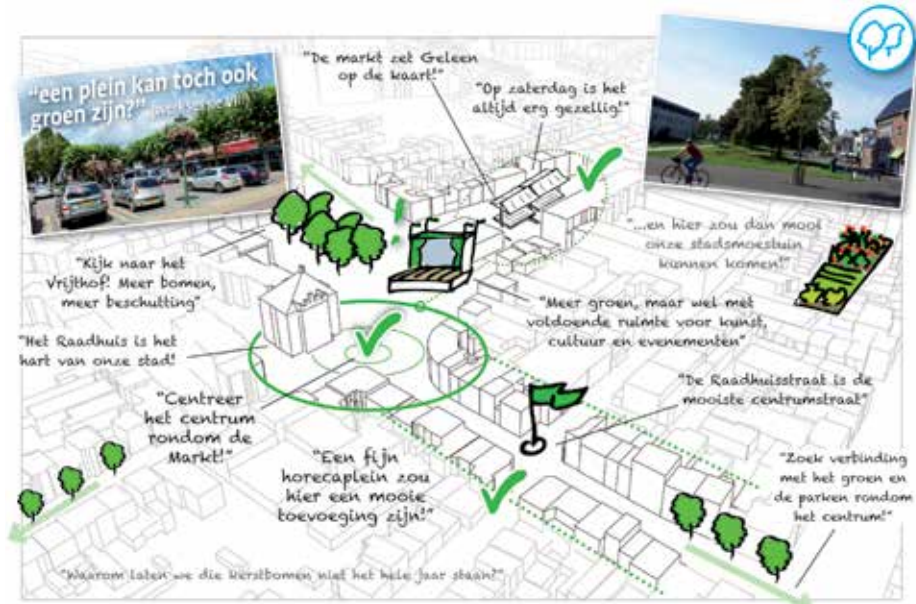 "een plein kan toch ook
groen zijn?"
"De markt zet Geleen
op de kaart!"
"Op zaterdag is het
altijd erg gezellig!"
"...en hier zou dan mooi
onze stadsmoestuin
kunnen komen!"
"Kijk naar het
Vrijthof! Meer bomen,
meer beschutting"
"Meer groen, maar wel met
voldoende ruimte voor kunst,
cultuur en evenementen"
"Het Raadhuis is het
hart van onze stad!
"De Raadhuisstraat is de
mooiste centrumstraat"
"Centreer
het centrum
rondom de
Markt!"
"Een fijn
horecaplein zou
hier een mooie
toevoeging zijn!"
"Zoek verbinding
met het groen en
de parken rondom
het centrum!"
"Waarom laten we die kerstbomen niet het hele jaar staan?"